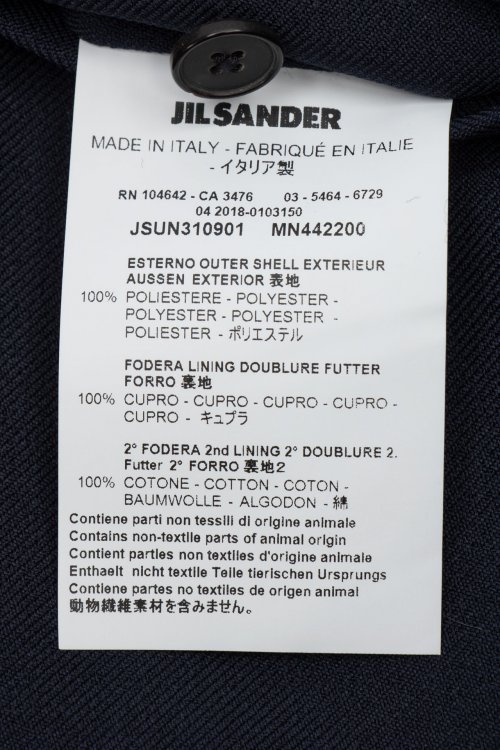 JIL SANDER
MADE IN ITALY - FABRIQUÉ EN ITALIE
- イタリア製
RN 104642 - CA 3476 03 - 5464 - 6729
04 2018-0103150
JSUN310901 MN442200
ESTERNO OUTER SHELL EXTERIEUR
AUSSEN EXTERIOR 表地
100% POLIESTERE - POLYESTER -
POLYESTER - POLYESTER -
POLIESTER - ポリエステル
FODERA LINING DOUBLURE FUTTER
FORRO 裏地
100% CUPRO - CUPRO - CUPRO - CUPRO -
CUPRO - キュプラ
2° FODERA 2nd LINING 2° DOUBLURE 2.
Futter 2° FORRO 裏地2
100% COTONE - COTTON - COTON -
BAUMWOLLE - ALGODON - 綿
Contiene parti non tessili di origine animale
Contains non-textile parts of animal origin
Contient parties non textiles d'origine animale
Enthaelt nicht textile Teile tierischen Ursprungs
Contiene partes no textiles de origen animal
動物繊維素材を含みません。